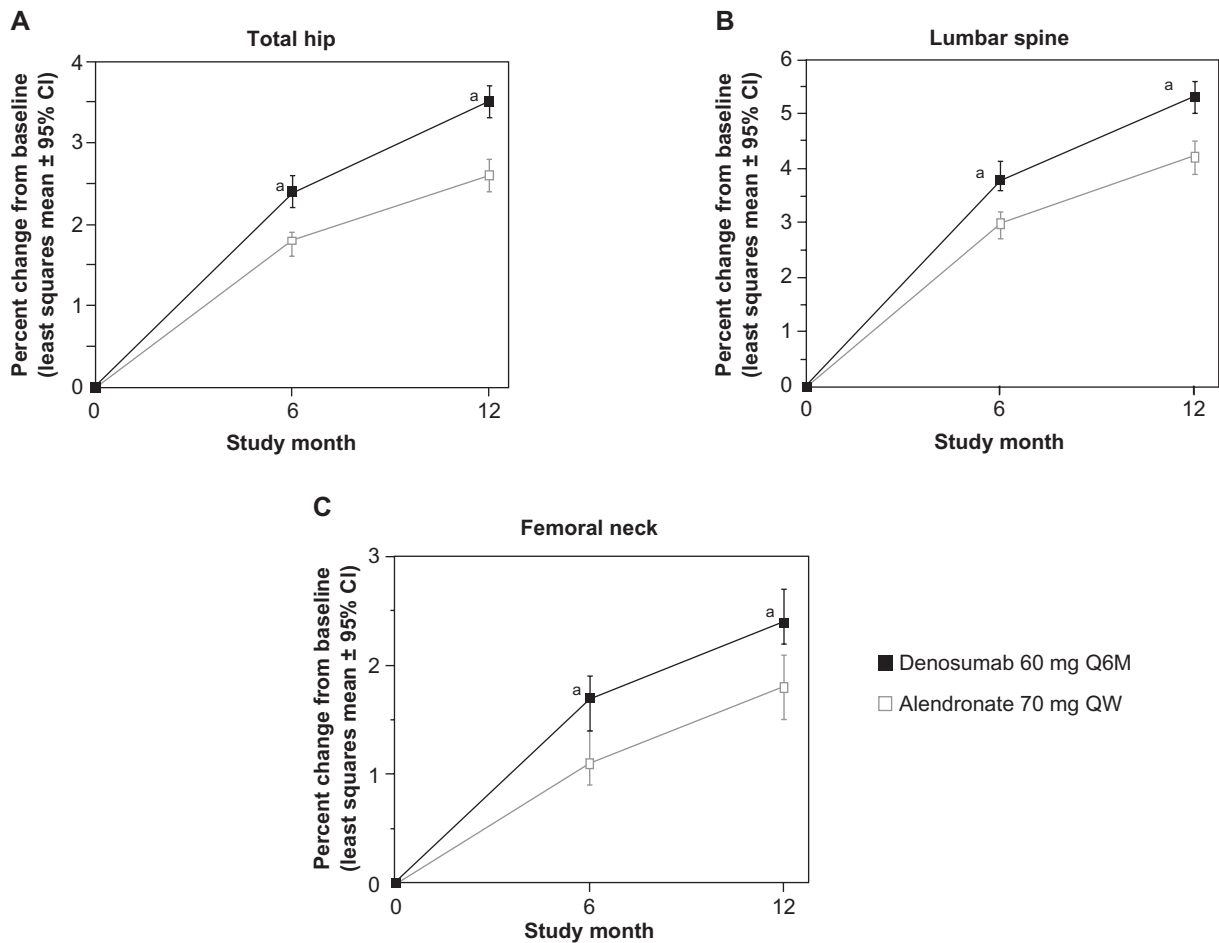 A
Total hip
Percent change from baseline
(least squares mean ± 95% CI)
4
3
2
1
0
a
a
0 6 12
Study month
B
Lumbar spine
Percent change from baseline
(least squares mean ± 95% CI)
6
5
4
3
2
1
0
a
a
0 6 12
Study month
C
Femoral neck
Percent change from baseline
(least squares mean ± 95% CI)
3
2
1
0
a
a
0 6 12
Study month
Denosumab 60 mg Q6M
Alendronate 70 mg QW